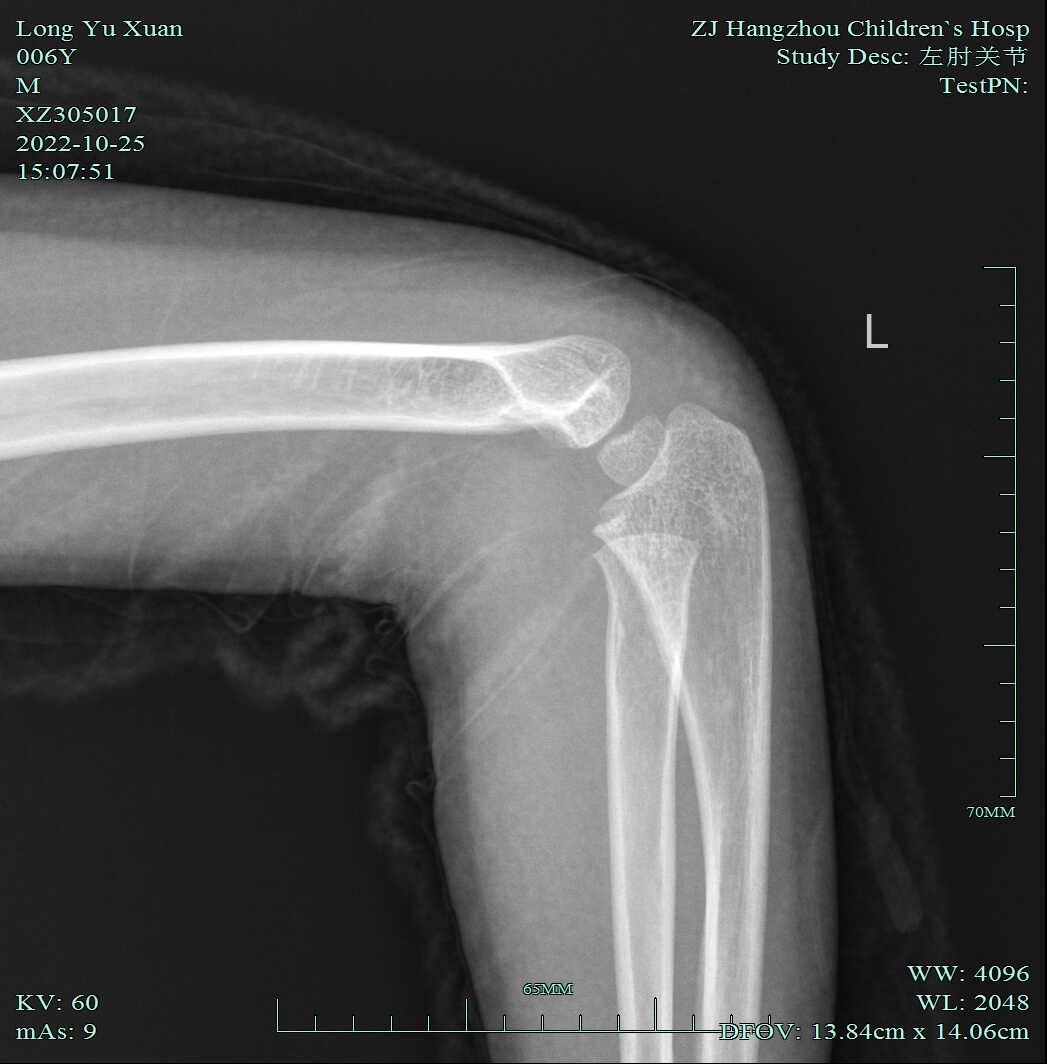 Long Yu Xuan
006Y
M
XZ305017
2022-10-25
15:07:51
ZJ Hangzhou Children`s Hosp
Study Desc: 左肘关节
TestPN:
L
70MM
65MM
KV: 60
mAs: 9
WW: 4096
WL: 2048
DFOV: 13.84cm x 14.06cm